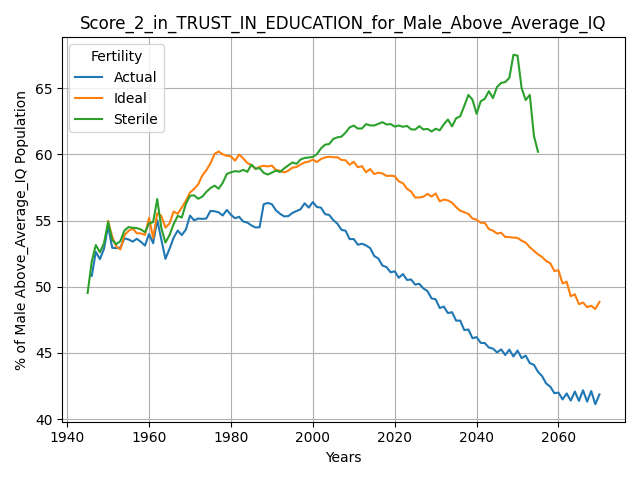 Score_2_in_TRUST_IN_EDUCATION_for_Male_Above_Average_IQ
% of Male Above_Average_IQ Population
Fertility
Actual
Ideal
Sterile
65
60
55
50
45
40
1940
1960
1980
2000
2020
2040
2060
Years